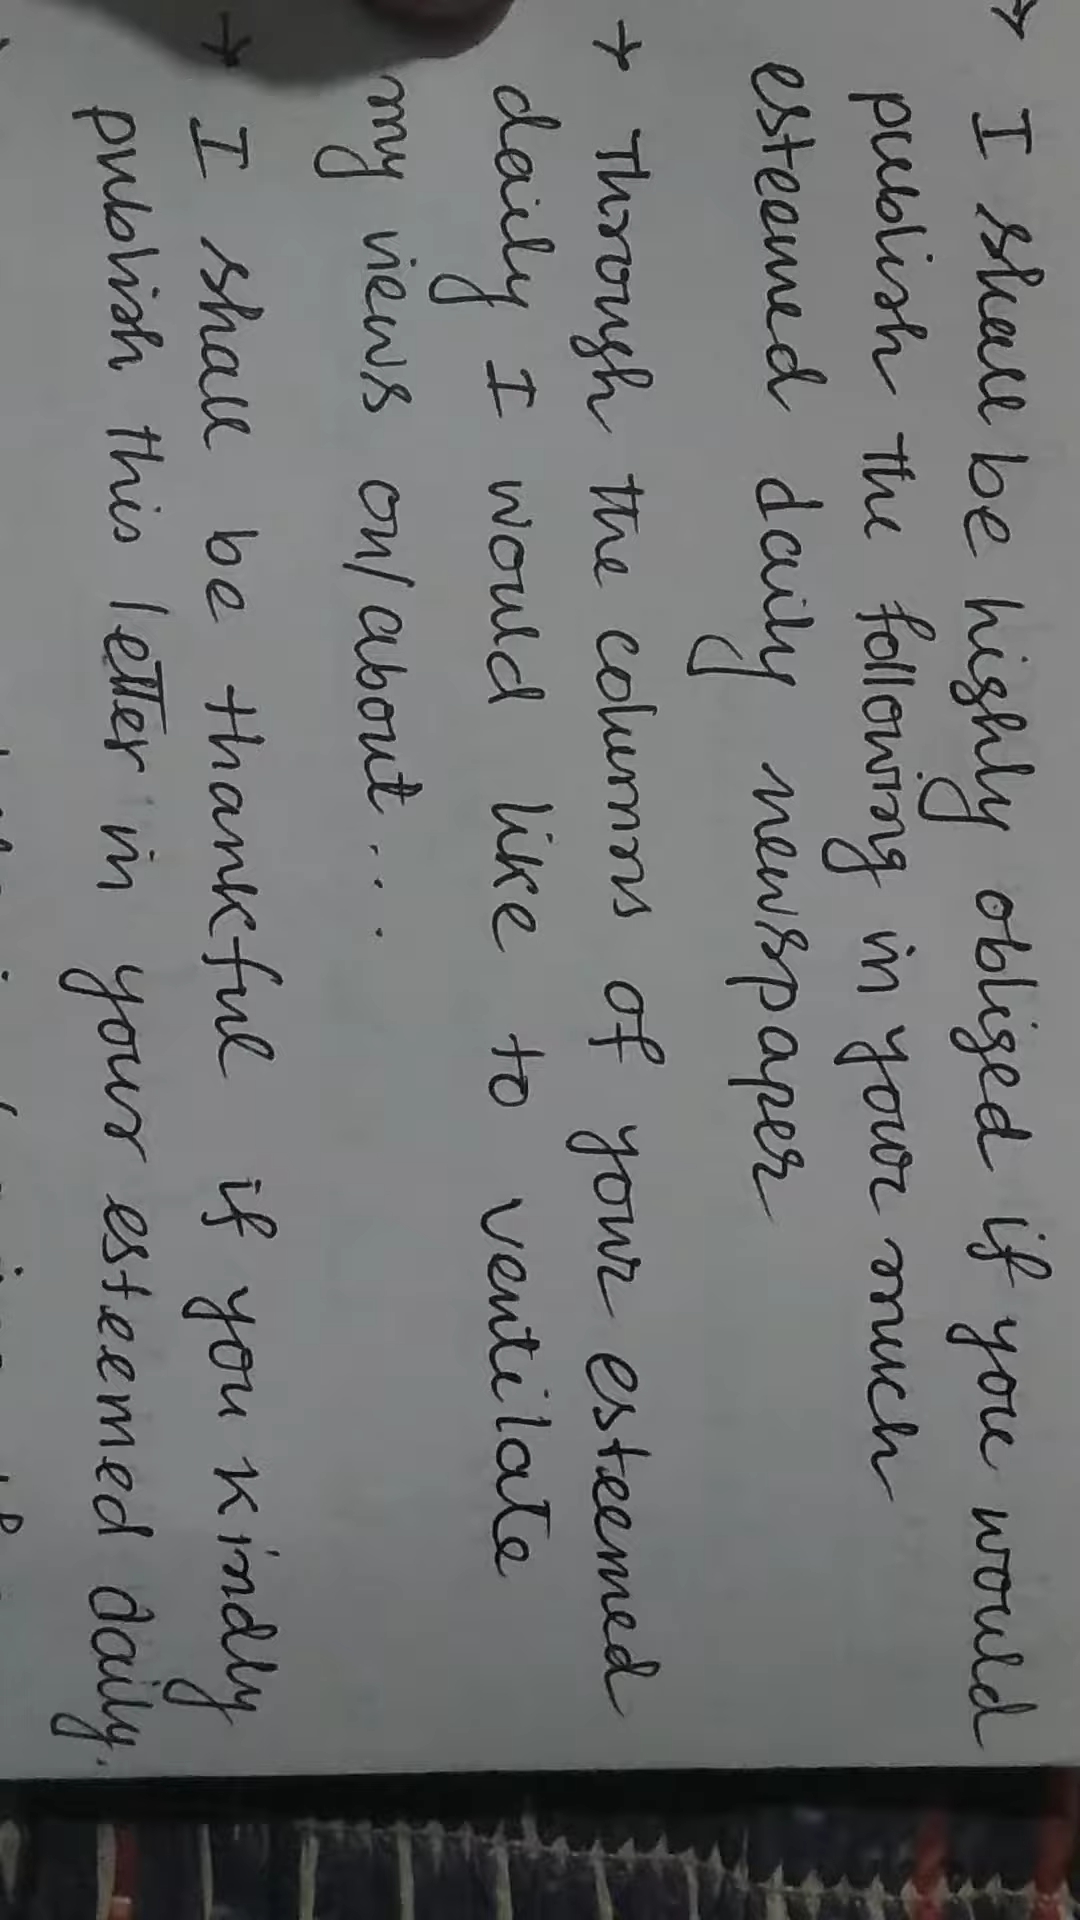 → I shall be highly obliged if you would
publish the following in your much
esteemed daily newspaper
→ Through the columns of your esteemed
daily I would like to ventilate
my views on/about...
→ I shall be thankful if you kindly
publish this letter in your esteemed daily.